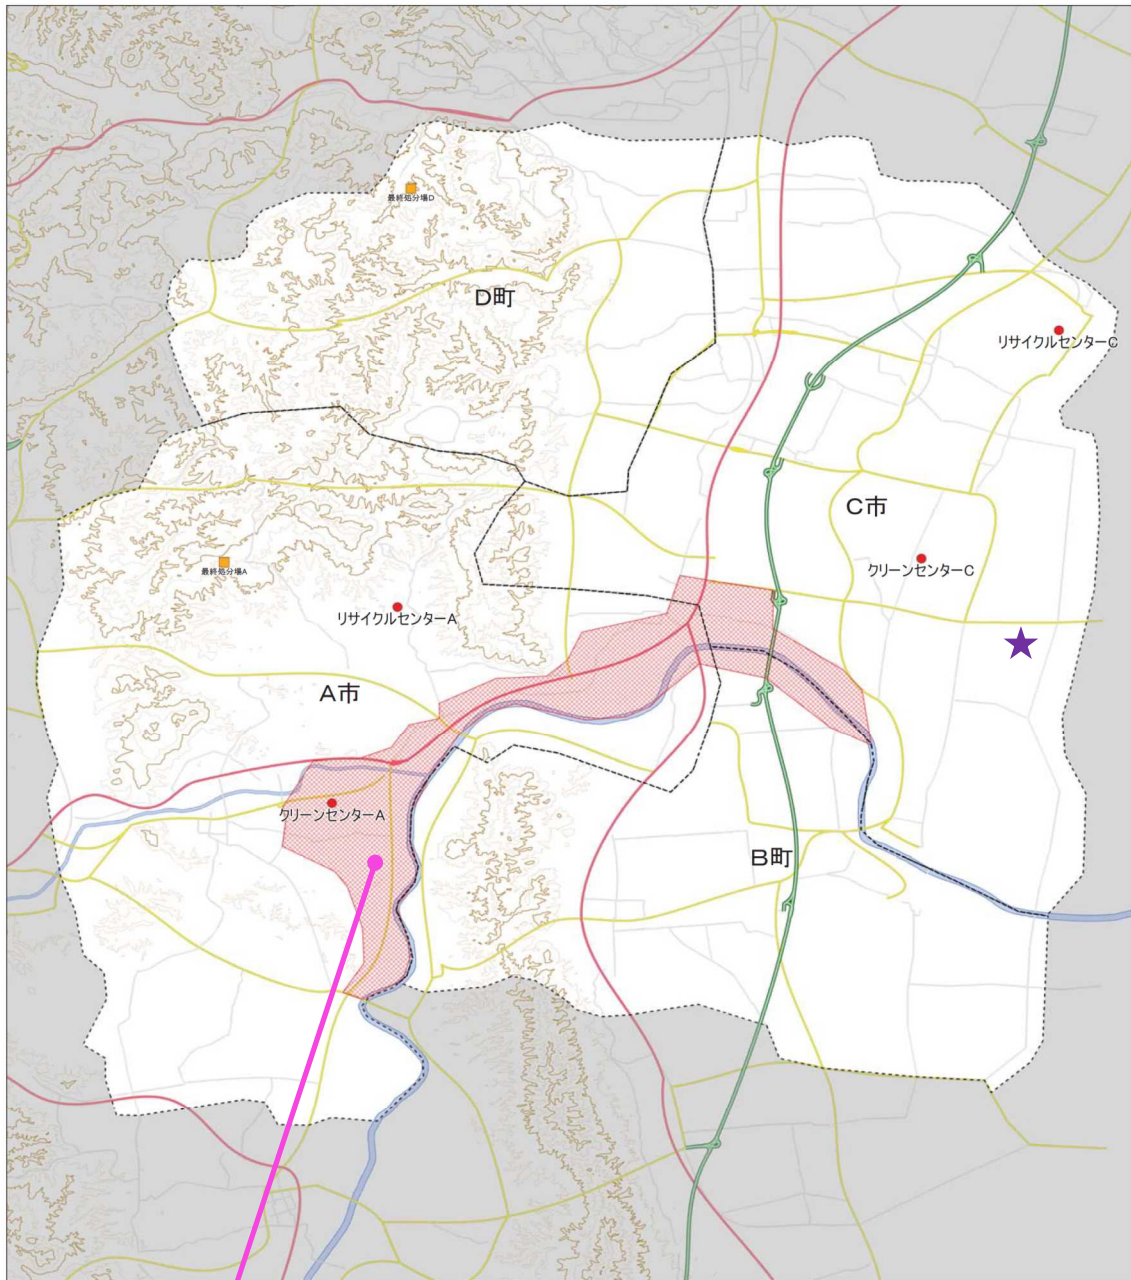 最終処分場D
D町
リサイクルセンターC
C市
クリーンセンターC
最終処分場A
リサイクルセンターA
A市
クリーンセンターA
B町